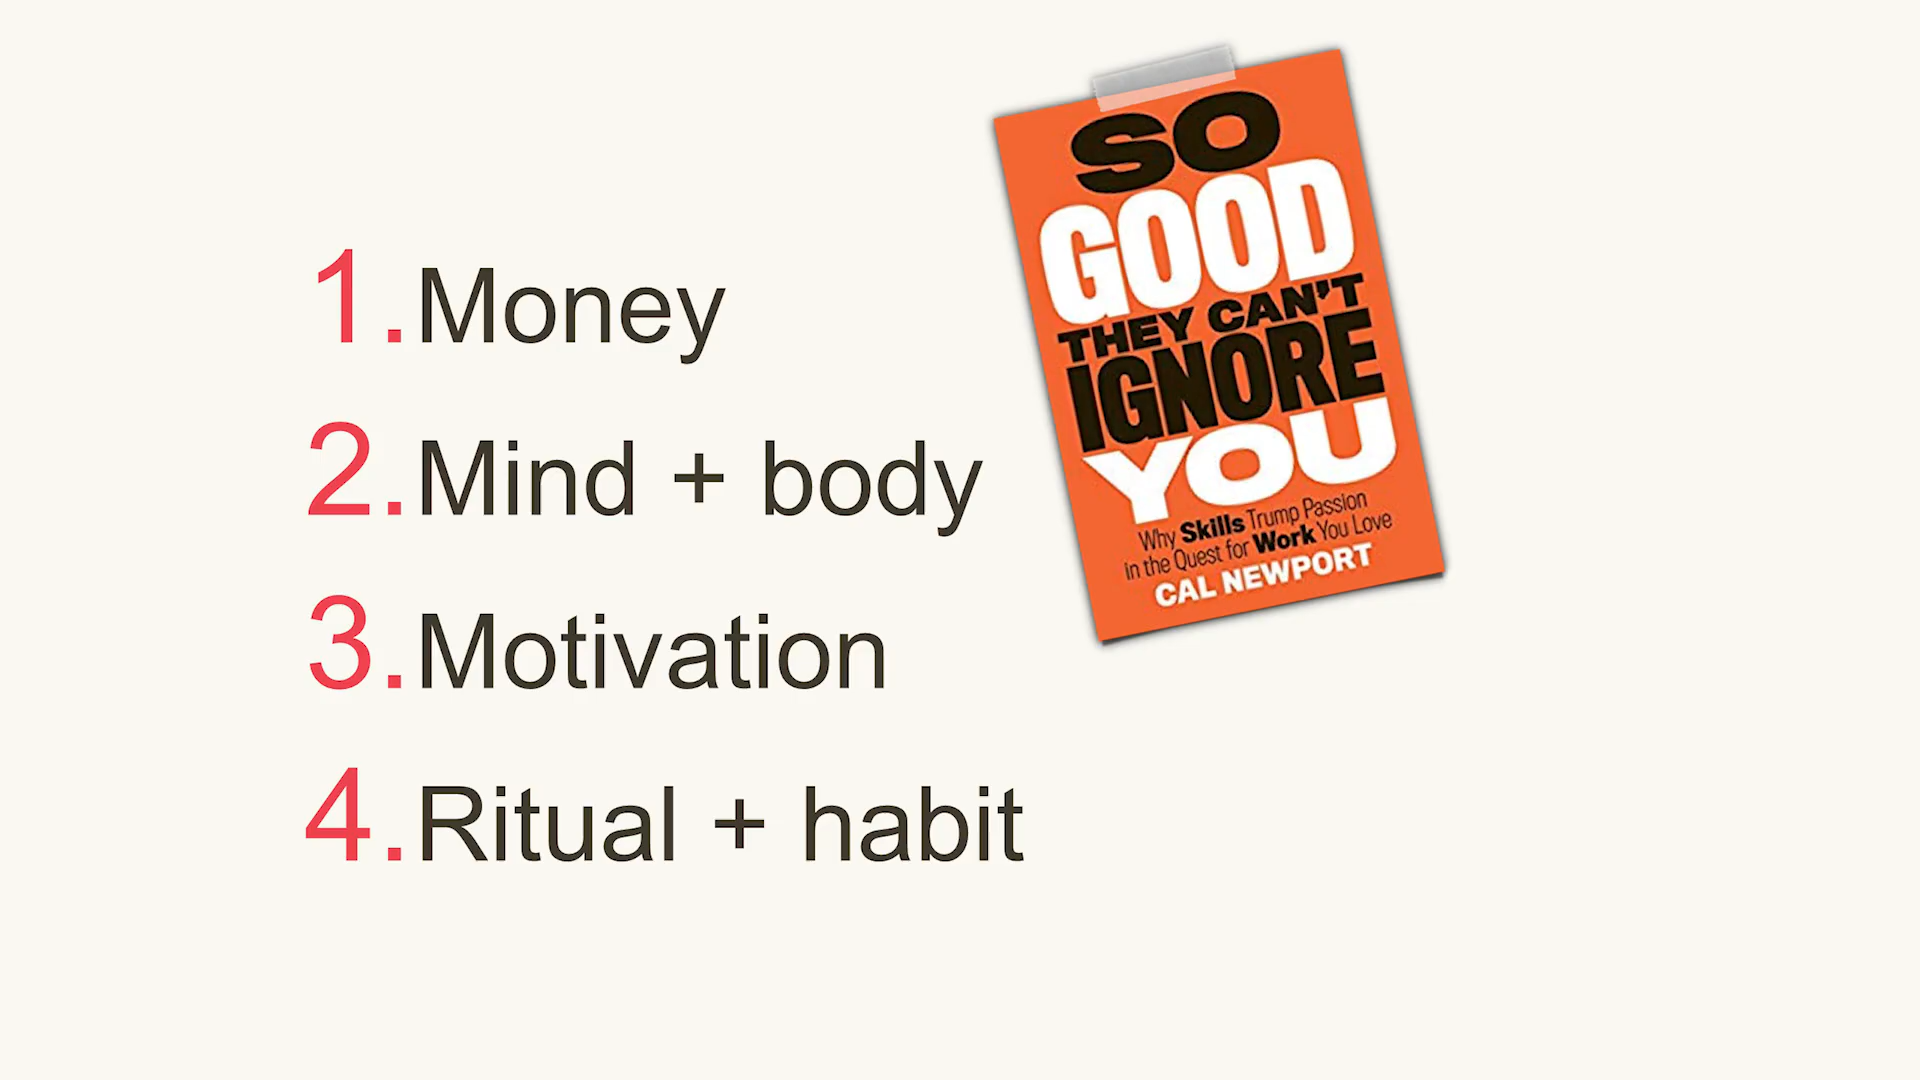 1. Money
2. Mind + body
3. Motivation
4. Ritual + habit
SO
GOOD
THEY CAN'T
IGNORE
YOU
Why Skills Trump Passion
in the Quest for Work You Love
CAL NEWPORT